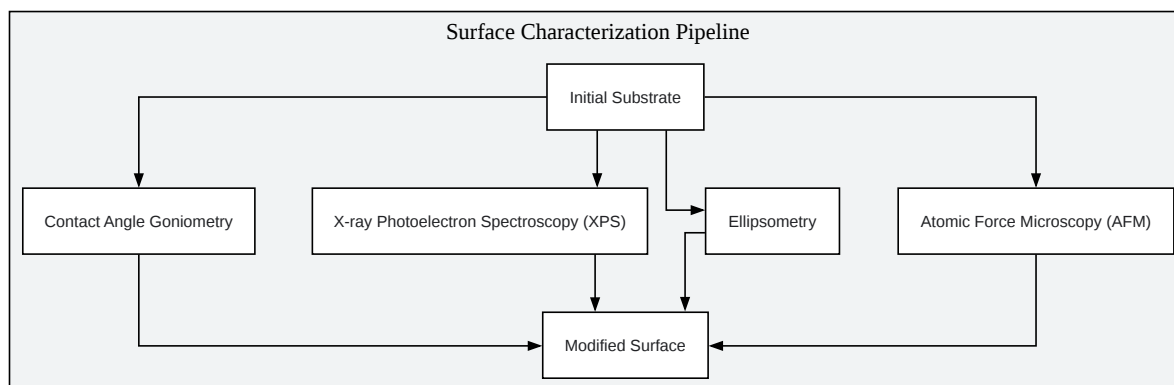 Surface Characterization Pipeline
Initial Substrate
Contact Angle Goniometry
X-ray Photoelectron Spectroscopy (XPS)
Ellipsometry
Atomic Force Microscopy (AFM)
Modified Surface